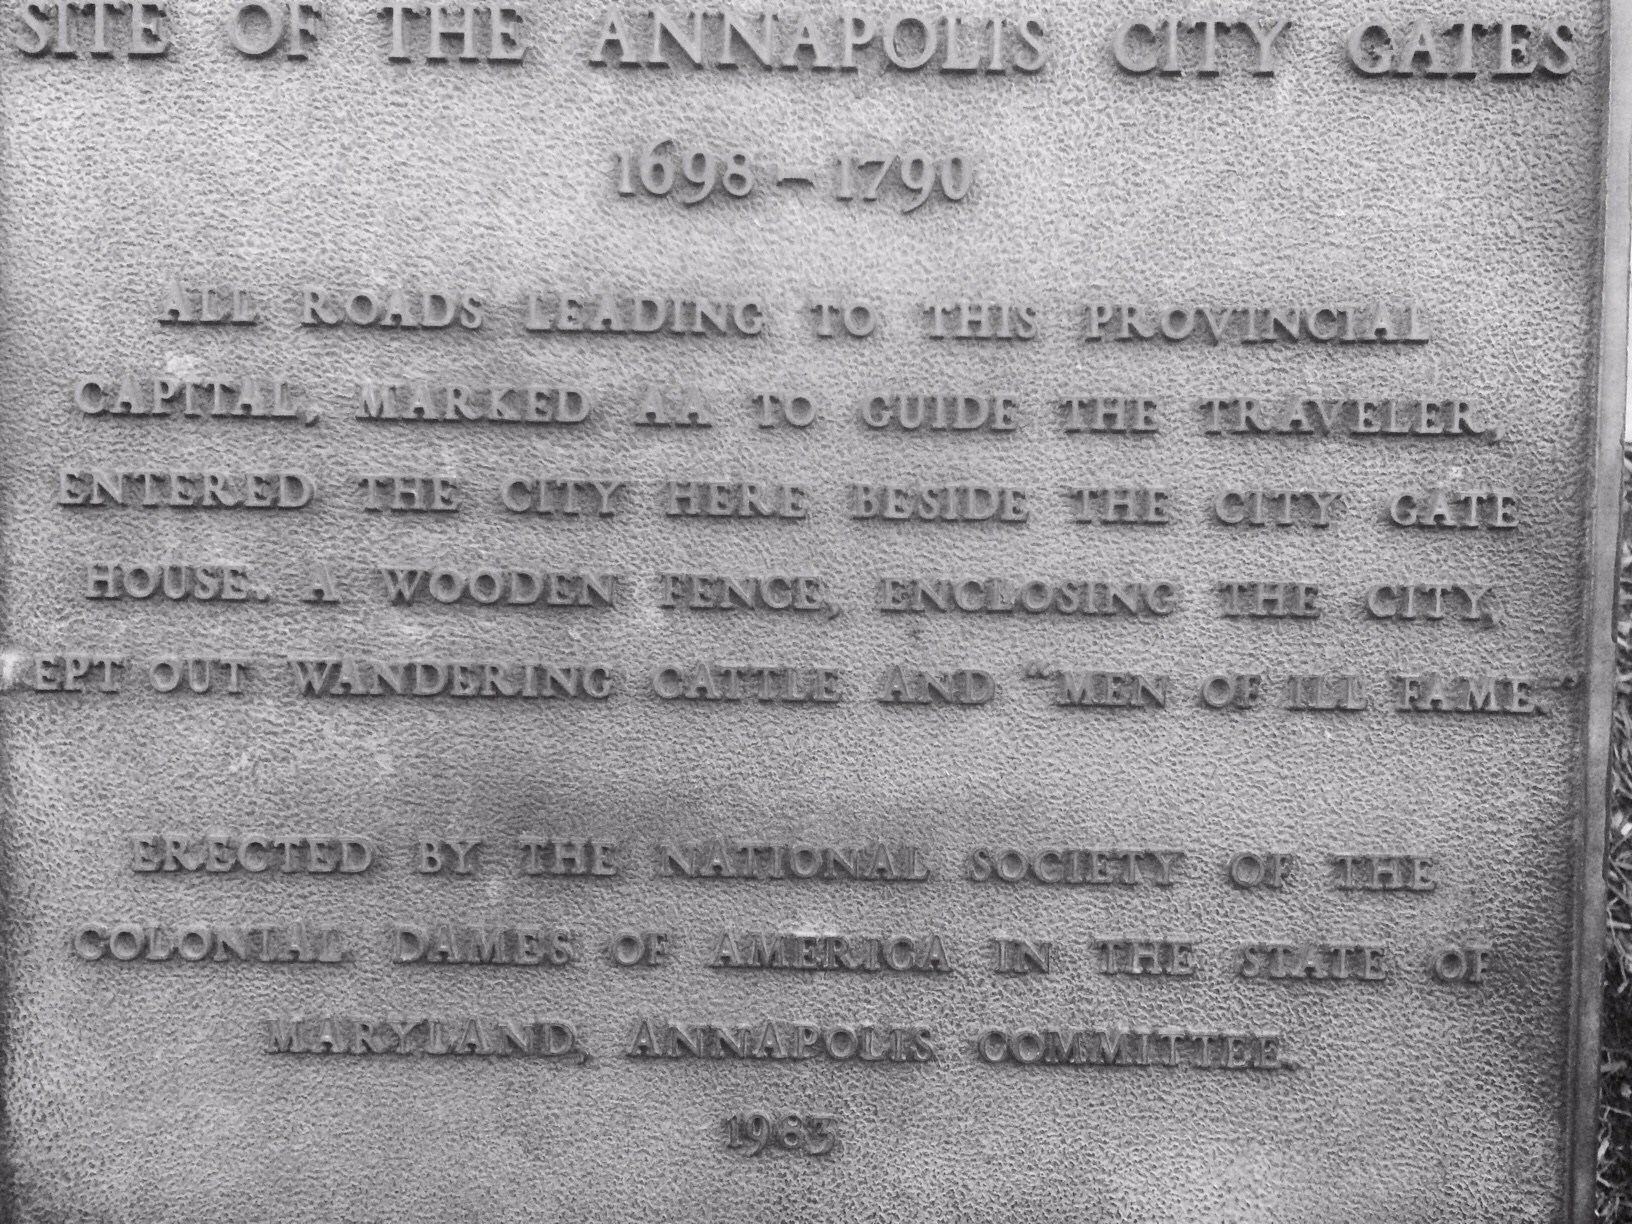 SITE OF THE ANNAPOLIS CITY GATES
1698 – 1790
ALL ROADS LEADING TO THIS PROVINCIAL
CAPITAL, MARKED AA TO GUIDE THE TRAVELER,
ENTERED THE CITY HERE BESIDE THE CITY GATE
HOUSE. A WOODEN FENCE, ENCLOSING THE CITY,
EPT OUT WANDERING CATTLE AND “MEN OF ILL FAME.”
ERECTED BY THE NATIONAL SOCIETY OF THE
COLONIAL DAMES OF AMERICA IN THE STATE OF
MARYLAND, ANNAPOLIS COMMITTEE.
1983